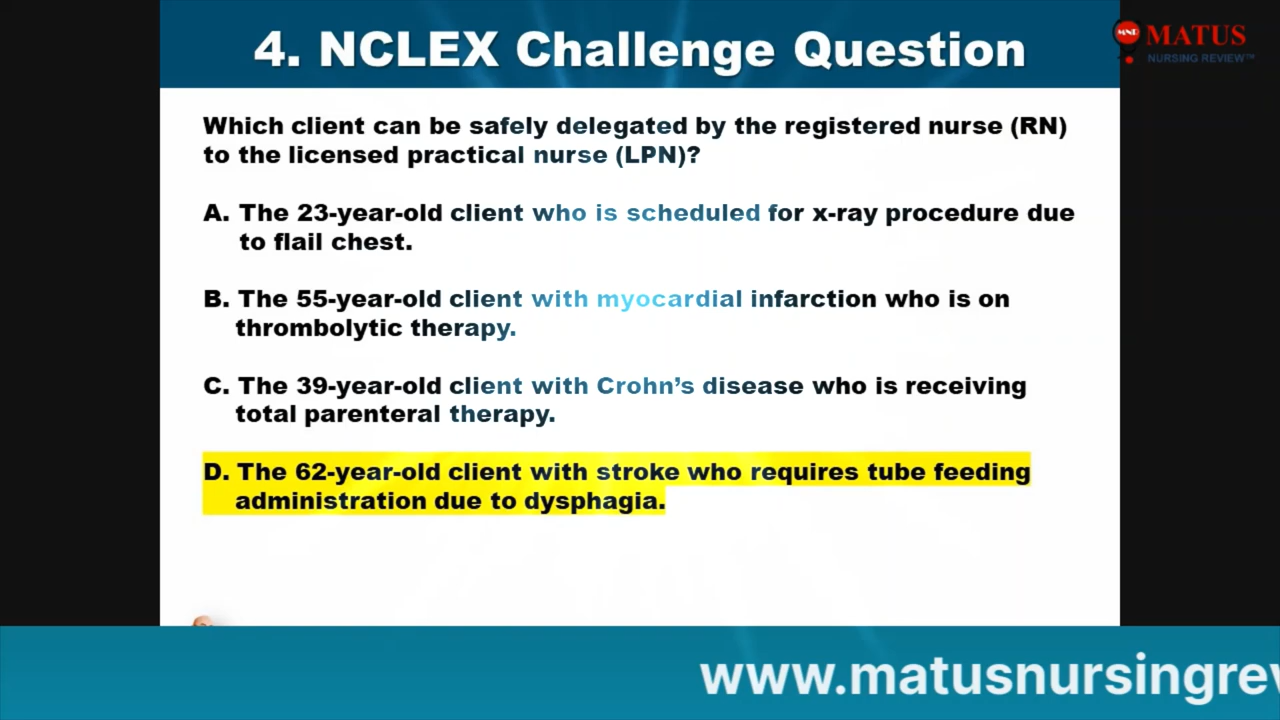 4. NCLEX Challenge Question
MNR
MATUS
NURSING REVIEW™
Which client can be safely delegated by the registered nurse (RN)
to the licensed practical nurse (LPN)?
A. The 23-year-old client who is scheduled for x-ray procedure due
to flail chest.
B. The 55-year-old client with myocardial infarction who is on
thrombolytic therapy.
C. The 39-year-old client with Crohn’s disease who is receiving
total parenteral therapy.
D. The 62-year-old client with stroke who requires tube feeding
administration due to dysphagia.
www.matusnursingrev